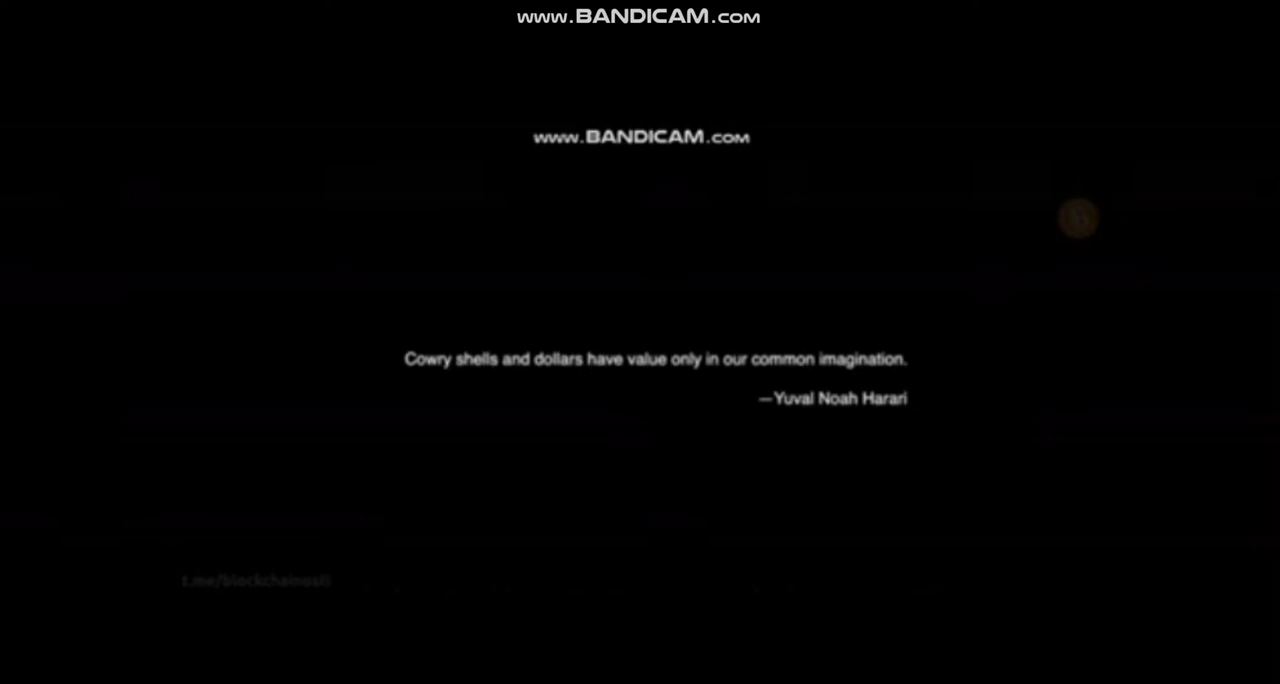 www.BANDICAM.COM
www.BANDICAM.COM
Cowry shells and dollars have value only in our common imagination.
—Yuval Noah Harari